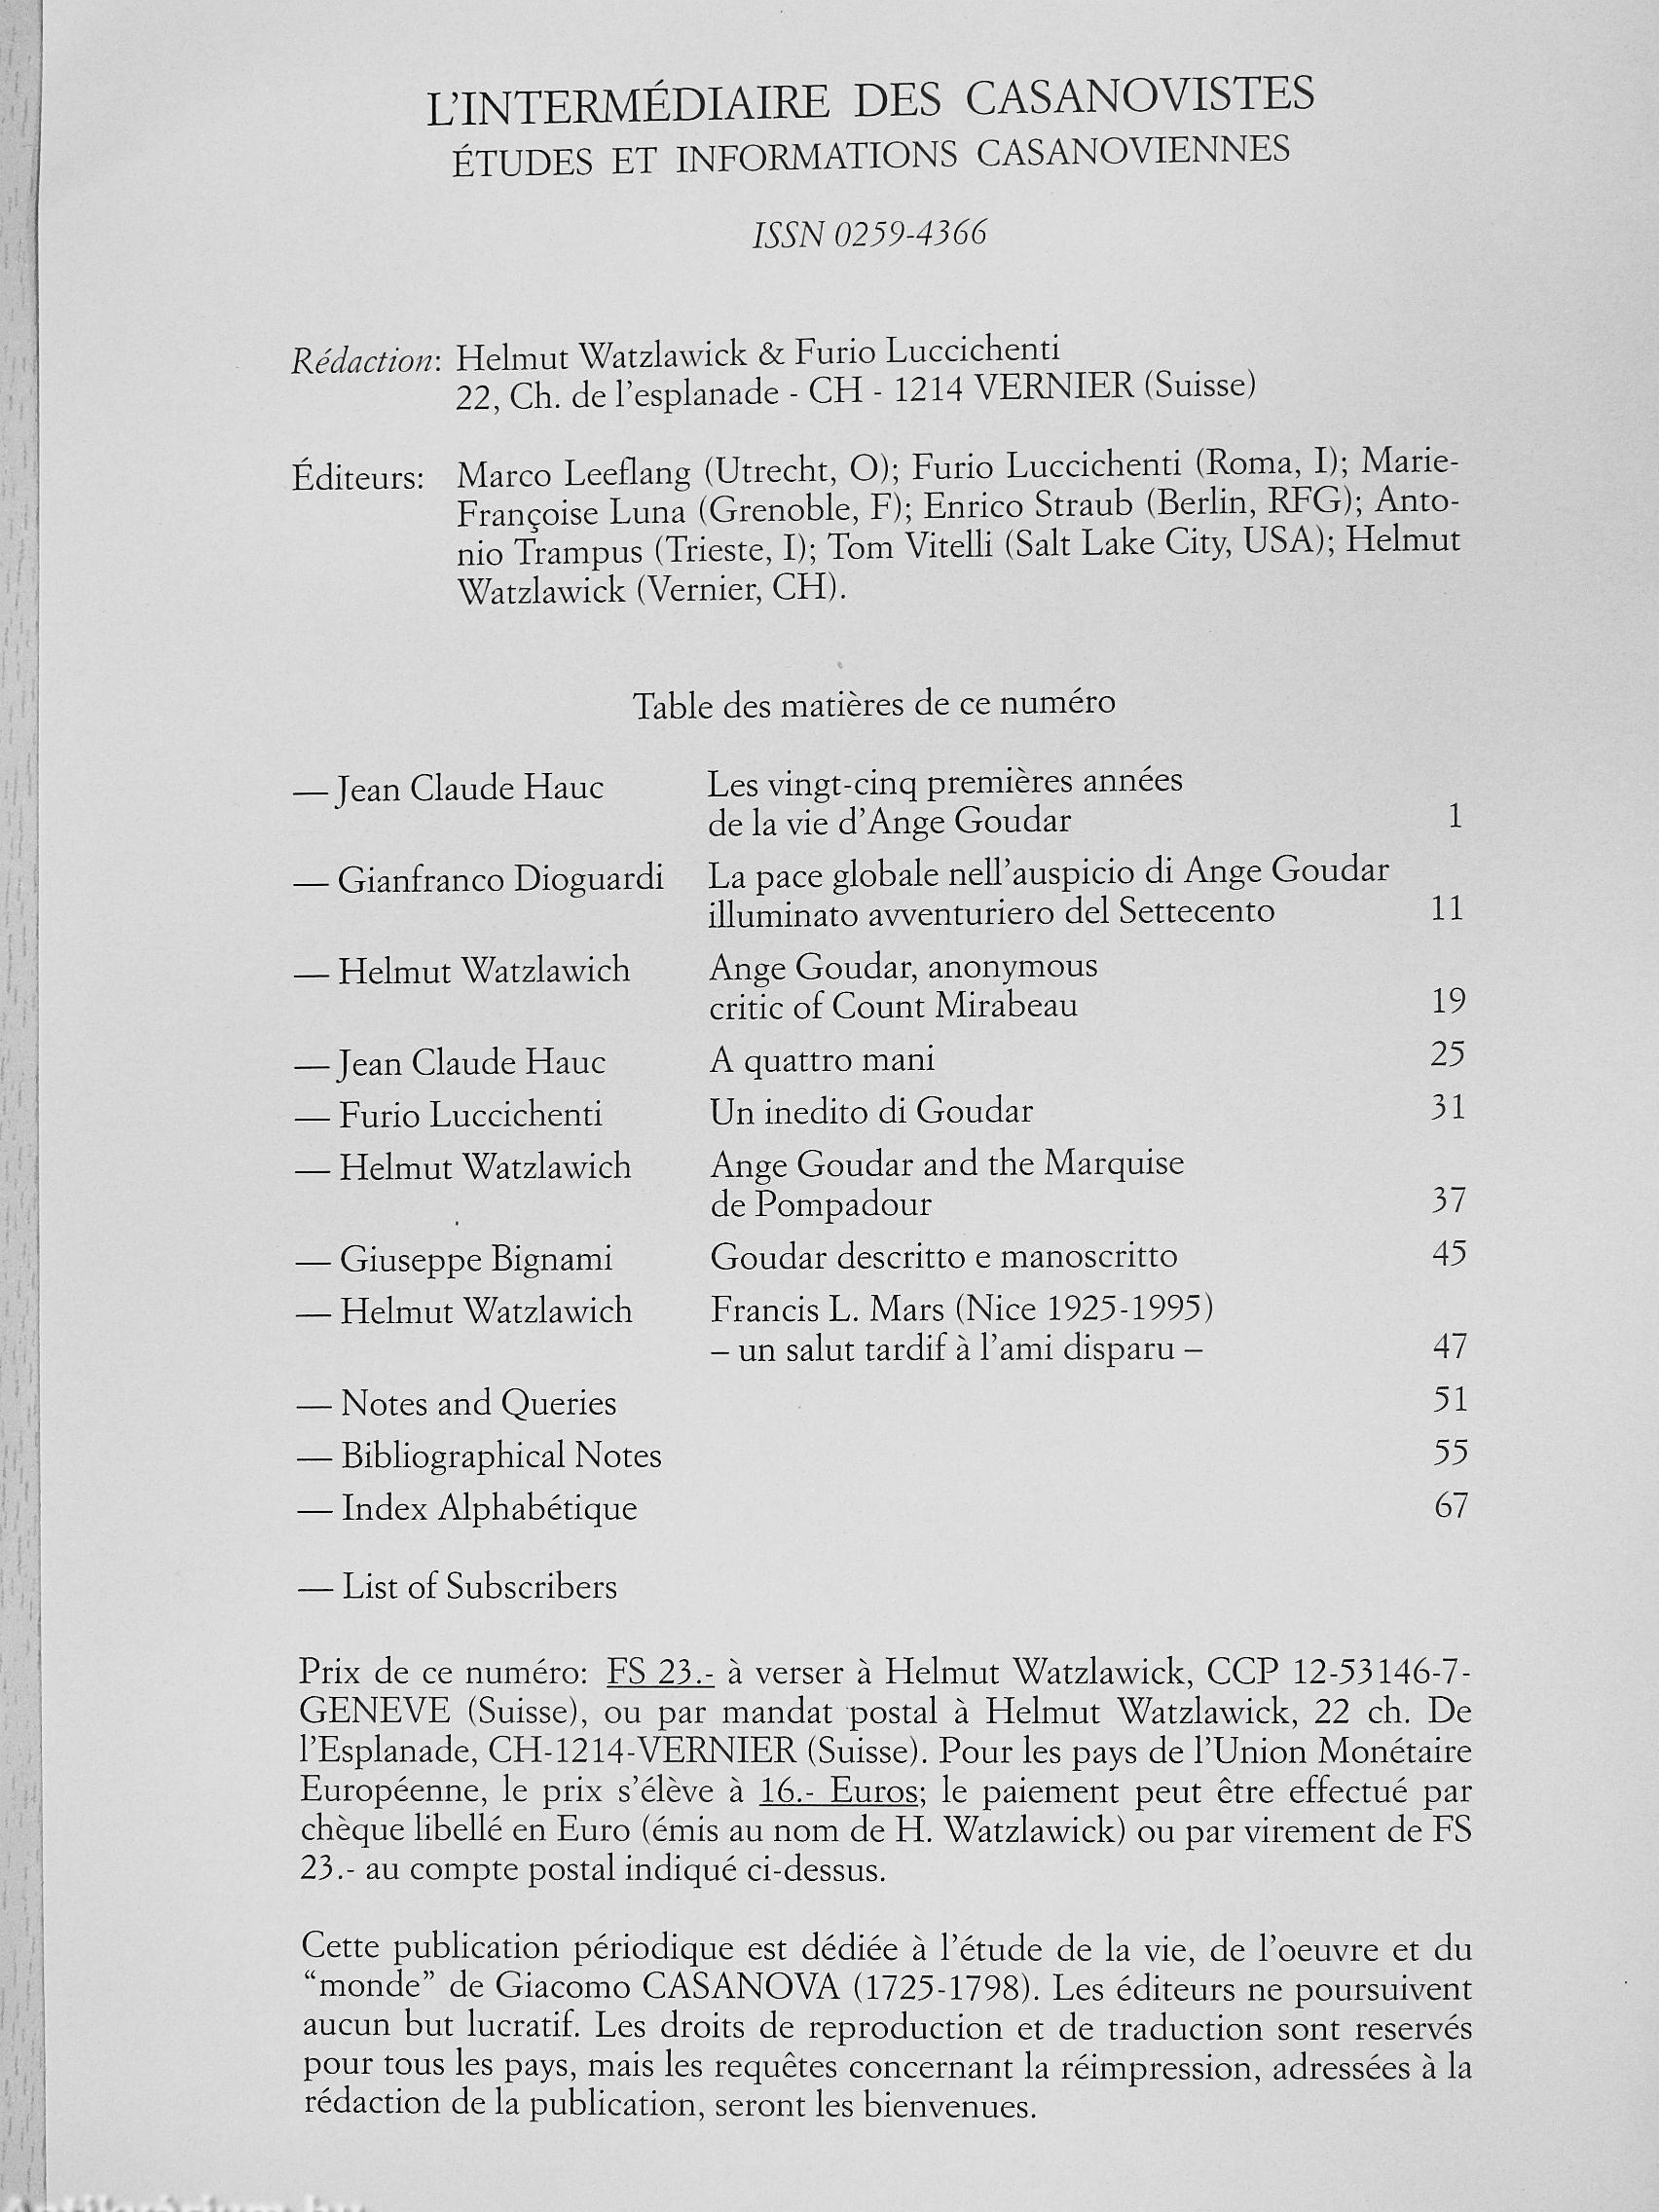 L'INTERMÉDIAIRE DES CASANOVISTES
ÉTUDES ET INFORMATIONS CASANOVIENNES
ISSN 0259-4366
Rédaction: Helmut Watzlawick & Furio Luccichenti
22, Ch. de l'esplanade - CH - 1214 VERNIER (Suisse)
Éditeurs: Marco Leeflang (Utrecht, O); Furio Luccichenti (Roma, I); Marie-
Françoise Luna (Grenoble, F); Enrico Straub (Berlin, RFG); Anto-
nio Trampus (Trieste, I); Tom Vitelli (Salt Lake City, USA); Helmut
Watzlawick (Vernier, CH).
Table des matières de ce numéro
— Jean Claude Hauc Les vingt-cinq premières années
de la vie d'Ange Goudar 1
— Gianfranco Dioguardi La pace globale nell'auspicio di Ange Goudar
illuminato avventuriero del Settecento 11
— Helmut Watzlawich Ange Goudar, anonymous
critic of Count Mirabeau 19
— Jean Claude Hauc A quattro mani 25
— Furio Luccichenti Un inedito di Goudar 31
— Helmut Watzlawich Ange Goudar and the Marquise
de Pompadour 37
— Giuseppe Bignami Goudar descritto e manoscritto 45
— Helmut Watzlawich Francis L. Mars (Nice 1925-1995)
– un salut tardif à l'ami disparu – 47
— Notes and Queries 51
— Bibliographical Notes 55
— Index Alphabétique 67
— List of Subscribers
Prix de ce numéro: FS 23.- à verser à Helmut Watzlawick, CCP 12-53146-7-
GENEVE (Suisse), ou par mandat postal à Helmut Watzlawick, 22 ch. De
l'Esplanade, CH-1214-VERNIER (Suisse). Pour les pays de l'Union Monétaire
Européenne, le prix s'élève à 16.- Euros; le paiement peut être effectué par
chèque libellé en Euro (émis au nom de H. Watzlawick) ou par virement de FS
23.- au compte postal indiqué ci-dessus.
Cette publication périodique est dédiée à l'étude de la vie, de l'oeuvre et du
“monde” de Giacomo CASANOVA (1725-1798). Les éditeurs ne poursuivent
aucun but lucratif. Les droits de reproduction et de traduction sont reservés
pour tous les pays, mais les requêtes concernant la réimpression, adressées à la
rédaction de la publication, seront les bienvenues.